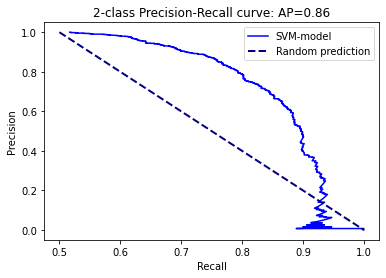 2-class Precision-Recall curve: AP=0.86
SVM-model
Random prediction
Precision
1.0
0.8
0.6
0.4
0.2
0.0
0.5
0.6
0.7
0.8
0.9
1.0
Recall